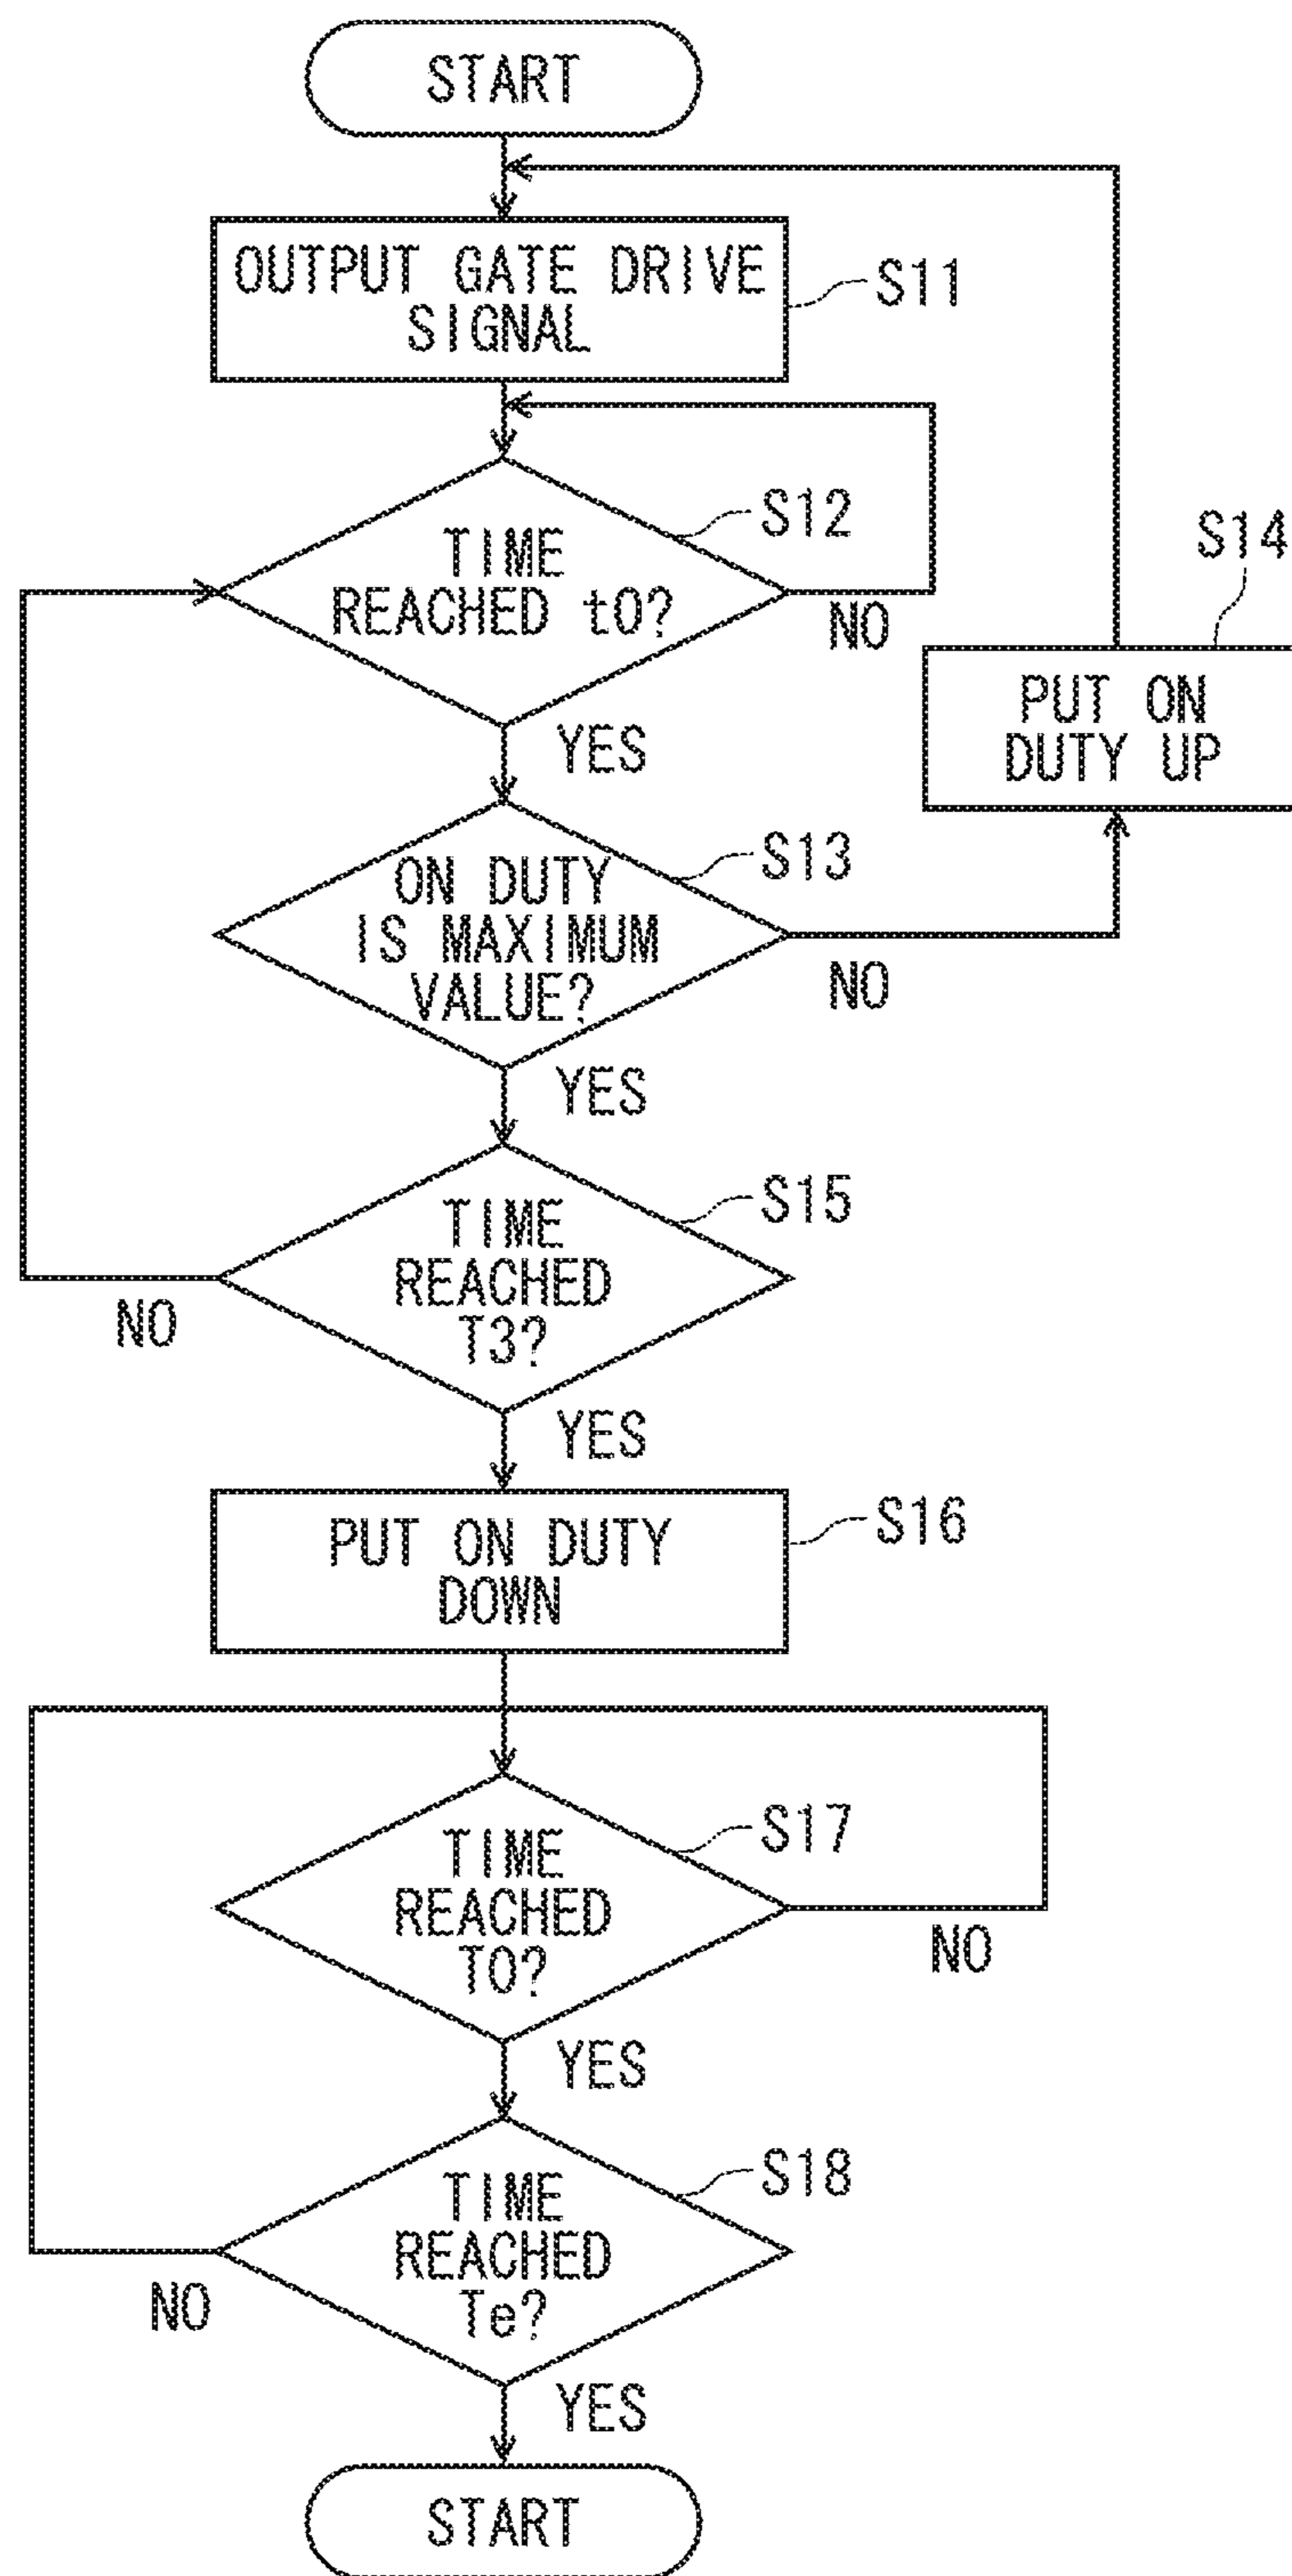 START
OUTPUT GATE DRIVE
SIGNAL
S11
S12
TIME
REACHED t0?
NO
S14
PUT ON
DUTY UP
YES
S13
ON DUTY
IS MAXIMUM
VALUE?
NO
YES
S15
TIME
REACHED
T3?
NO
YES
PUT ON DUTY
DOWN
S16
S17
TIME
REACHED
T0?
NO
YES
S18
TIME
REACHED
Te?
NO
YES
START